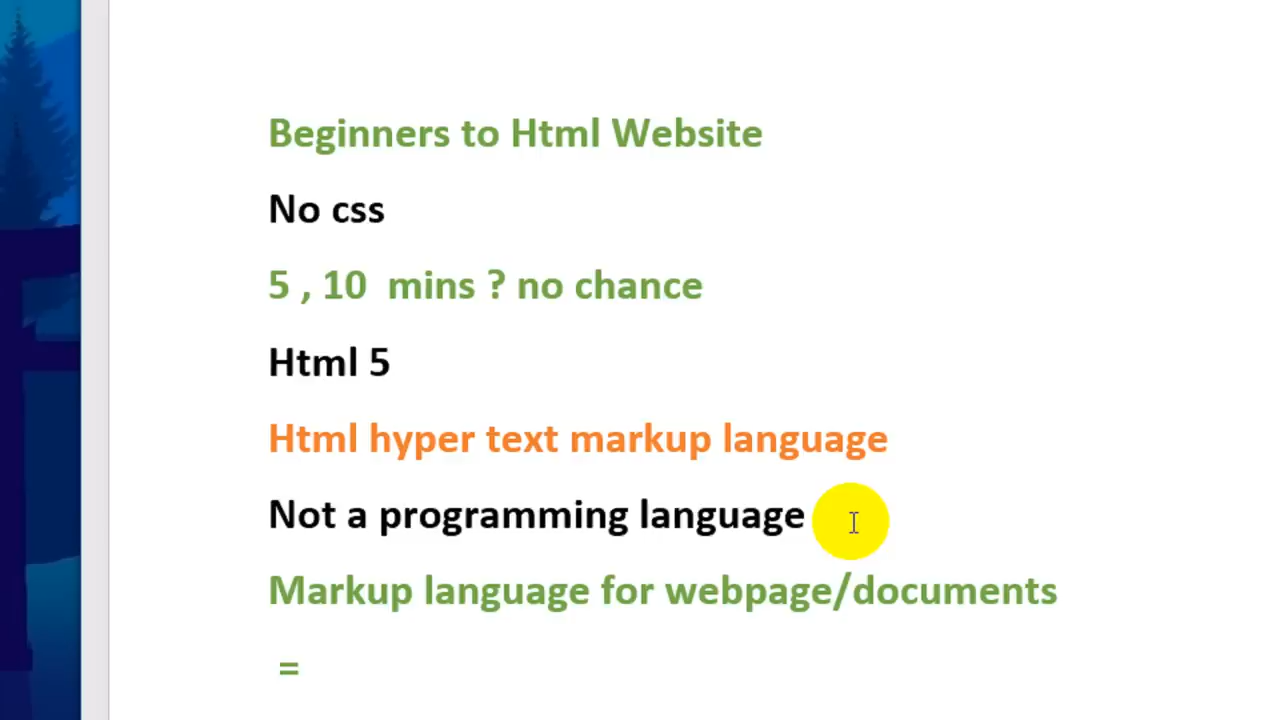 Beginners to Html Website
No css
5 , 10  mins ? no chance
Html 5
Html hyper text markup language
Not a programming language
Markup language for webpage/documents
=